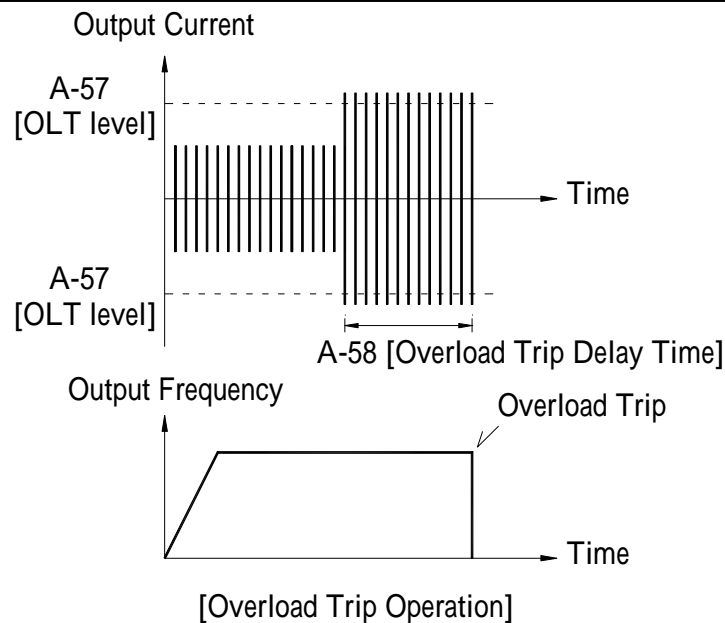 Output Current
A-57
[OLT level]
Time
A-57
[OLT level]
A-58 [Overload Trip Delay Time]
Output Frequency
Overload Trip
Time
[Overload Trip Operation]